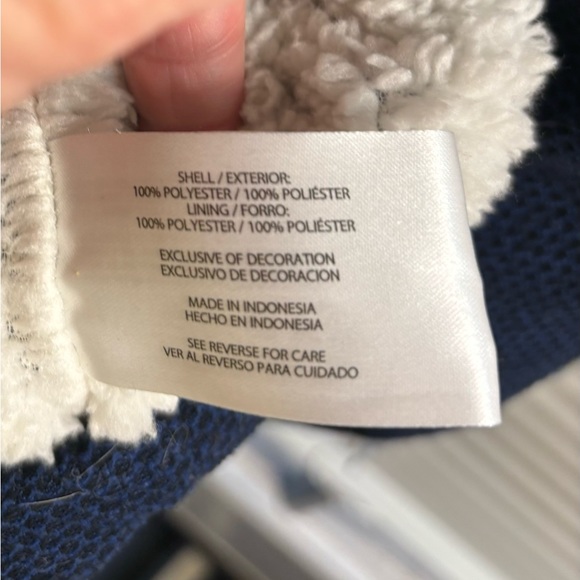 SHELL / EXTERIOR:
100% POLYESTER / 100% POLIÉSTER
LINING / FORRO:
100% POLYESTER / 100% POLIÉSTER
EXCLUSIVE OF DECORATION
EXCLUSIVO DE DECORACION
MADE IN INDONESIA
HECHO EN INDONESIA
SEE REVERSE FOR CARE
VER AL REVERSO PARA CUIDADO